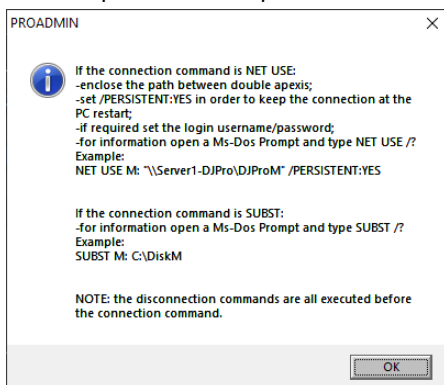 PROADMIN
If the connection command is NET USE:
-enclose the path between double apexis;
-set /PERSISTENT:YES in order to keep the connection at the
PC restart;
-if required set the login username/password;
-for information open a Ms-Dos Prompt and type NET USE /?
Example:
NET USE M: "\\Server1-DJPro\DJProM" /PERSISTENT:YES
If the connection command is SUBST:
-for information open a Ms-Dos Prompt and type SUBST /?
Example:
SUBST M: C:\DiskM
NOTE: the disconnection commands are all executed before
the connection command.
OK